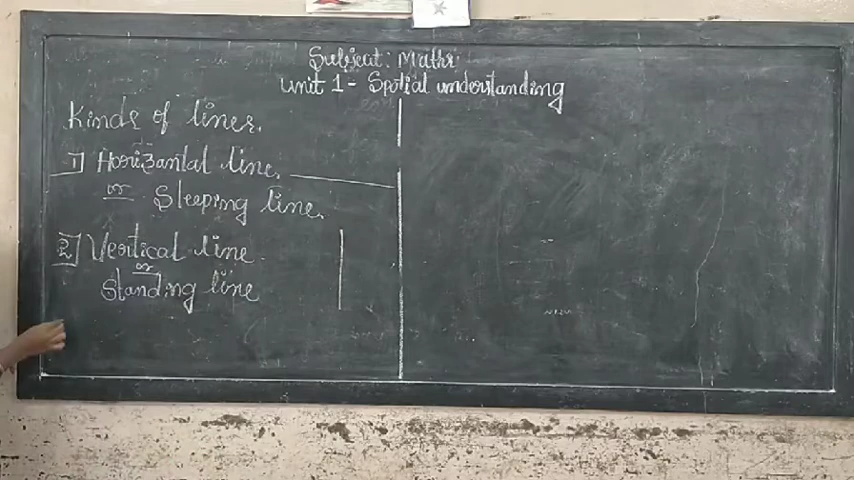 Subject: Maths
Unit 1 - Spatial understanding
Kinds of lines.
1] Horizantal line.
or Sleeping line.
2] Vertical line.
or
Standing line